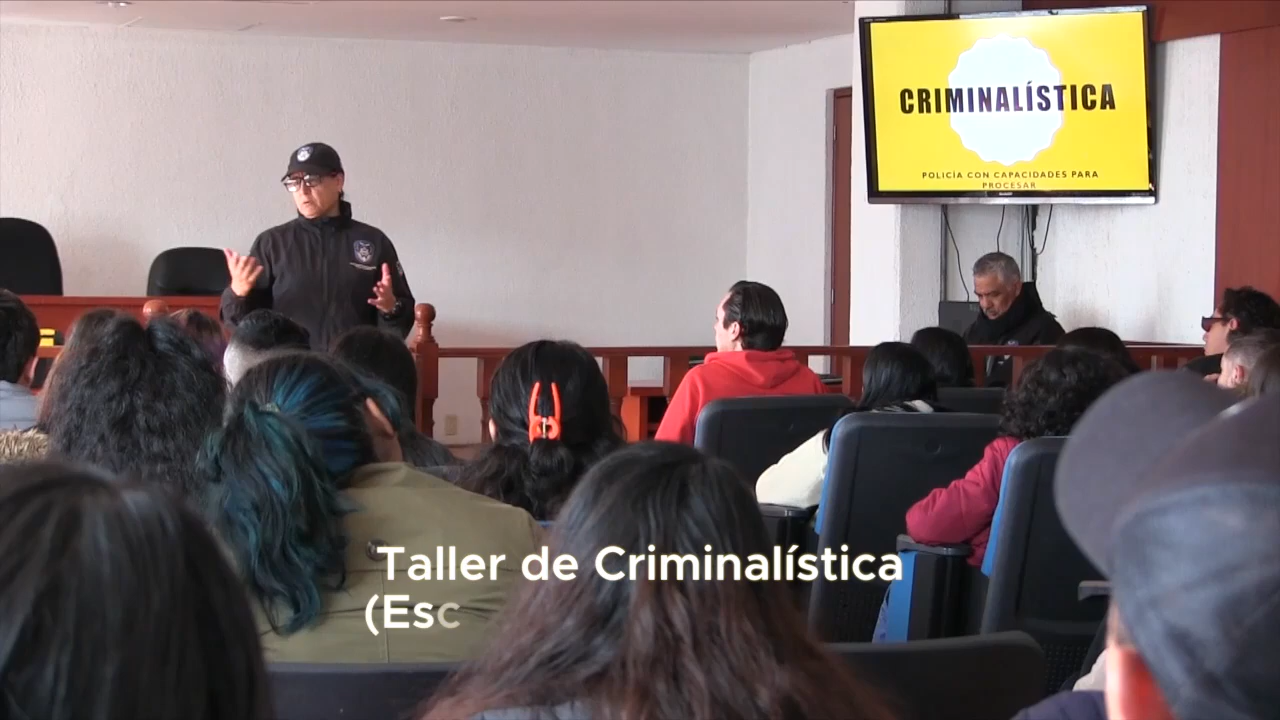 CRIMINALÍSTICA
POLICÍA CON CAPACIDADES PARA
PROCESAR
Taller de Criminalística
(Esc